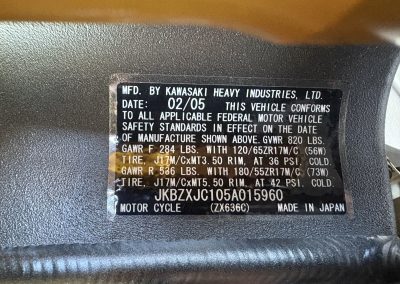 MFD. BY KAWASAKI HEAVY INDUSTRIES, LTD.
DATE: 02/05 THIS VEHICLE CONFORMS
TO ALL APPLICABLE FEDERAL MOTOR VEHICLE
SAFETY STANDARDS IN EFFECT ON THE DATE
OF MANUFACTURE SHOWN ABOVE. GVWR 820 LBS.
GAWR F 284 LBS. WITH 120/65ZR17M/C (56W)
TIRE, J17M/CxMT3.50 RIM, AT 36 PSI. COLD.
GAWR R 536 LBS. WITH 180/55ZR17M/C (73W)
TIRE, J17M/CxMT5.50 RIM, AT 42 PSI. COLD.
JKBZXJC105A015960
MOTOR CYCLE (ZX636C) MADE IN JAPAN